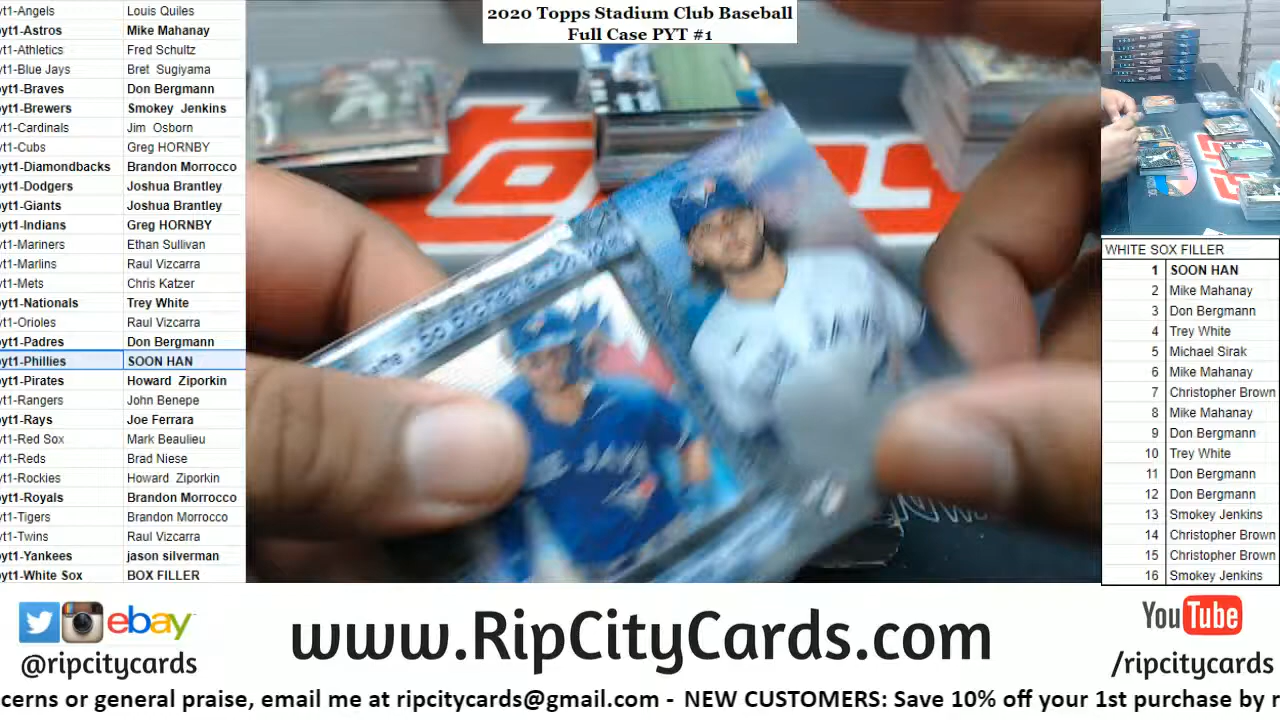 2020 Topps Stadium Club Baseball
Full Case PYT #1
yt1-Angels Louis Quiles
yt1-Astros Mike Mahanay
yt1-Athletics Fred Schultz
yt1-Blue Jays Bret Sugiyama
yt1-Braves Don Bergmann
yt1-Brewers Smokey Jenkins
yt1-Cardinals Jim Osborn
yt1-Cubs Greg HORNBY
yt1-Diamondbacks Brandon Morrocco
yt1-Dodgers Joshua Brantley
yt1-Giants Joshua Brantley
yt1-Indians Greg HORNBY
yt1-Mariners Ethan Sullivan
yt1-Marlins Raul Vizcarra
yt1-Mets Chris Katzer
yt1-Nationals Trey White
yt1-Orioles Raul Vizcarra
yt1-Padres Don Bergmann
yt1-Phillies SOON HAN
yt1-Pirates Howard Ziporkin
yt1-Rangers John Benepe
yt1-Rays Joe Ferrara
yt1-Red Sox Mark Beaulieu
yt1-Reds Brad Niese
yt1-Rockies Howard Ziporkin
yt1-Royals Brandon Morrocco
yt1-Tigers Brandon Morrocco
yt1-Twins Raul Vizcarra
yt1-Yankees jason silverman
yt1-White Sox BOX FILLER
WHITE SOX FILLER
1 SOON HAN
2 Mike Mahanay
3 Don Bergmann
4 Trey White
5 Michael Sirak
6 Mike Mahanay
7 Christopher Brown
8 Mike Mahanay
9 Don Bergmann
10 Trey White
11 Don Bergmann
12 Don Bergmann
13 Smokey Jenkins
14 Christopher Brown
15 Christopher Brown
16 Smokey Jenkins
ebay
@ripcitycards
www.RipCityCards.com
YouTube
/ripcitycards
cerns or general praise, email me at ripcitycards@gmail.com - NEW CUSTOMERS: Save 10% off your 1st purchase by